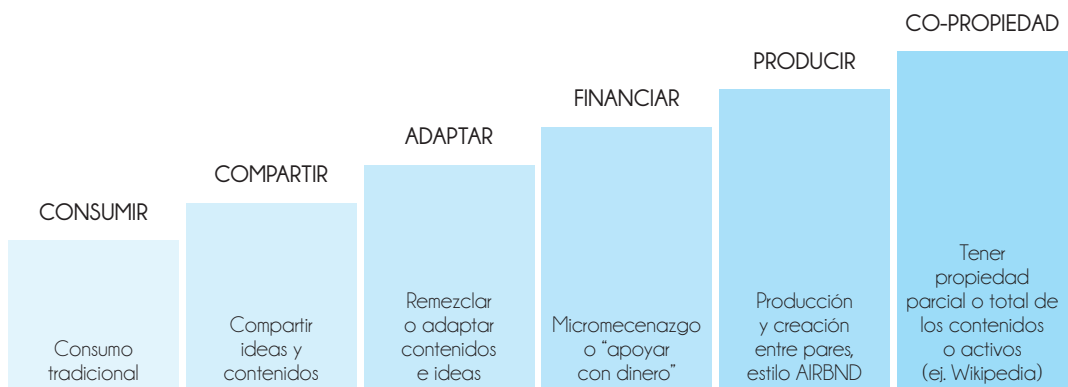 CONSUMIR
Consumo
tradicional
COMPARTIR
Compartir
ideas y
contenidos
ADAPTAR
Remezclar
o adaptar
contenidos
e ideas
FINANCIAR
Micromecenazgo
o “apoyar
con dinero”
PRODUCIR
Producción
y creación
entre pares,
estilo AIRBND
CO-PROPIEDAD
Tener
propiedad
parcial o total de
los contenidos
o activos
(ej. Wikipedia)